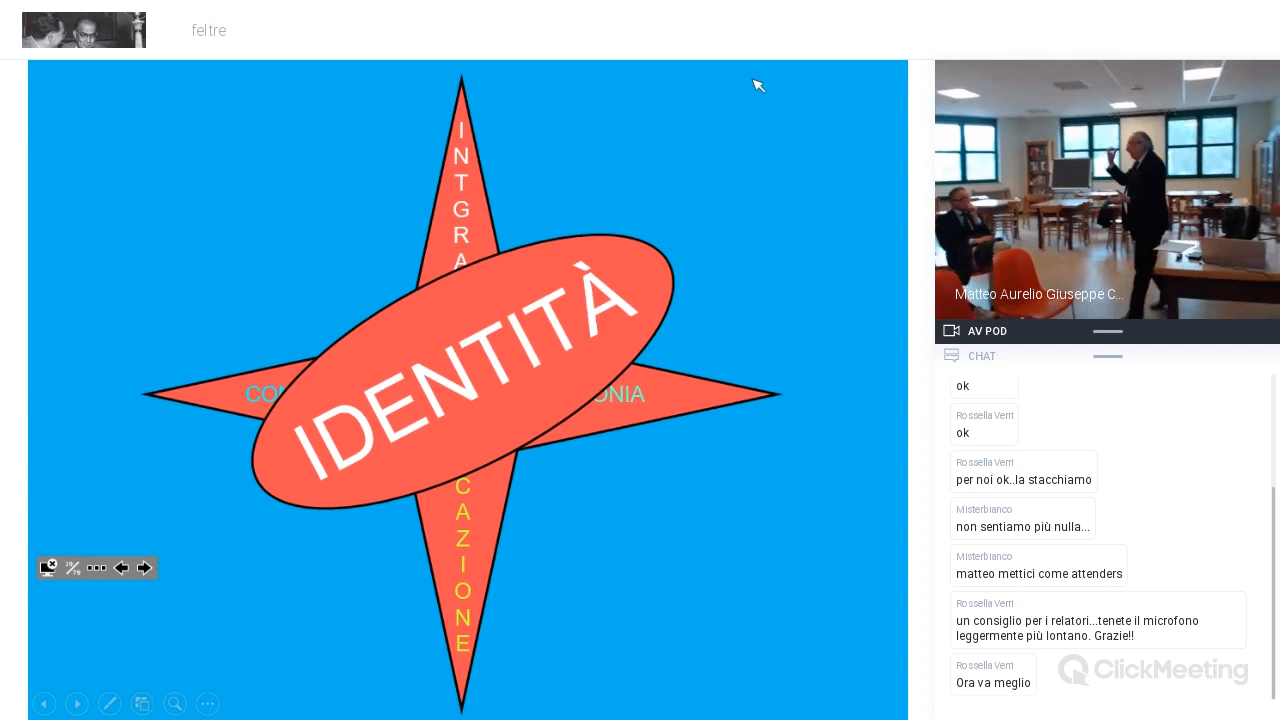 feltre
I
N
T
G
R
A
IDENTITÀ
CO
ONIA
C
A
Z
I
O
N
E
19
79
Matteo Aurelio Giuseppe C...
AV POD
CHAT
ok
Rossella Verri
ok
Rossella Verri
per noi ok..la stacchiamo
Misterbianco
non sentiamo più nulla...
Misterbianco
matteo mettici come attenders
Rossella Verri
un consiglio per i relatori...tenete il microfono
leggermente più lontano. Grazie!!
Rossella Verri
Ora va meglio
ClickMeeting